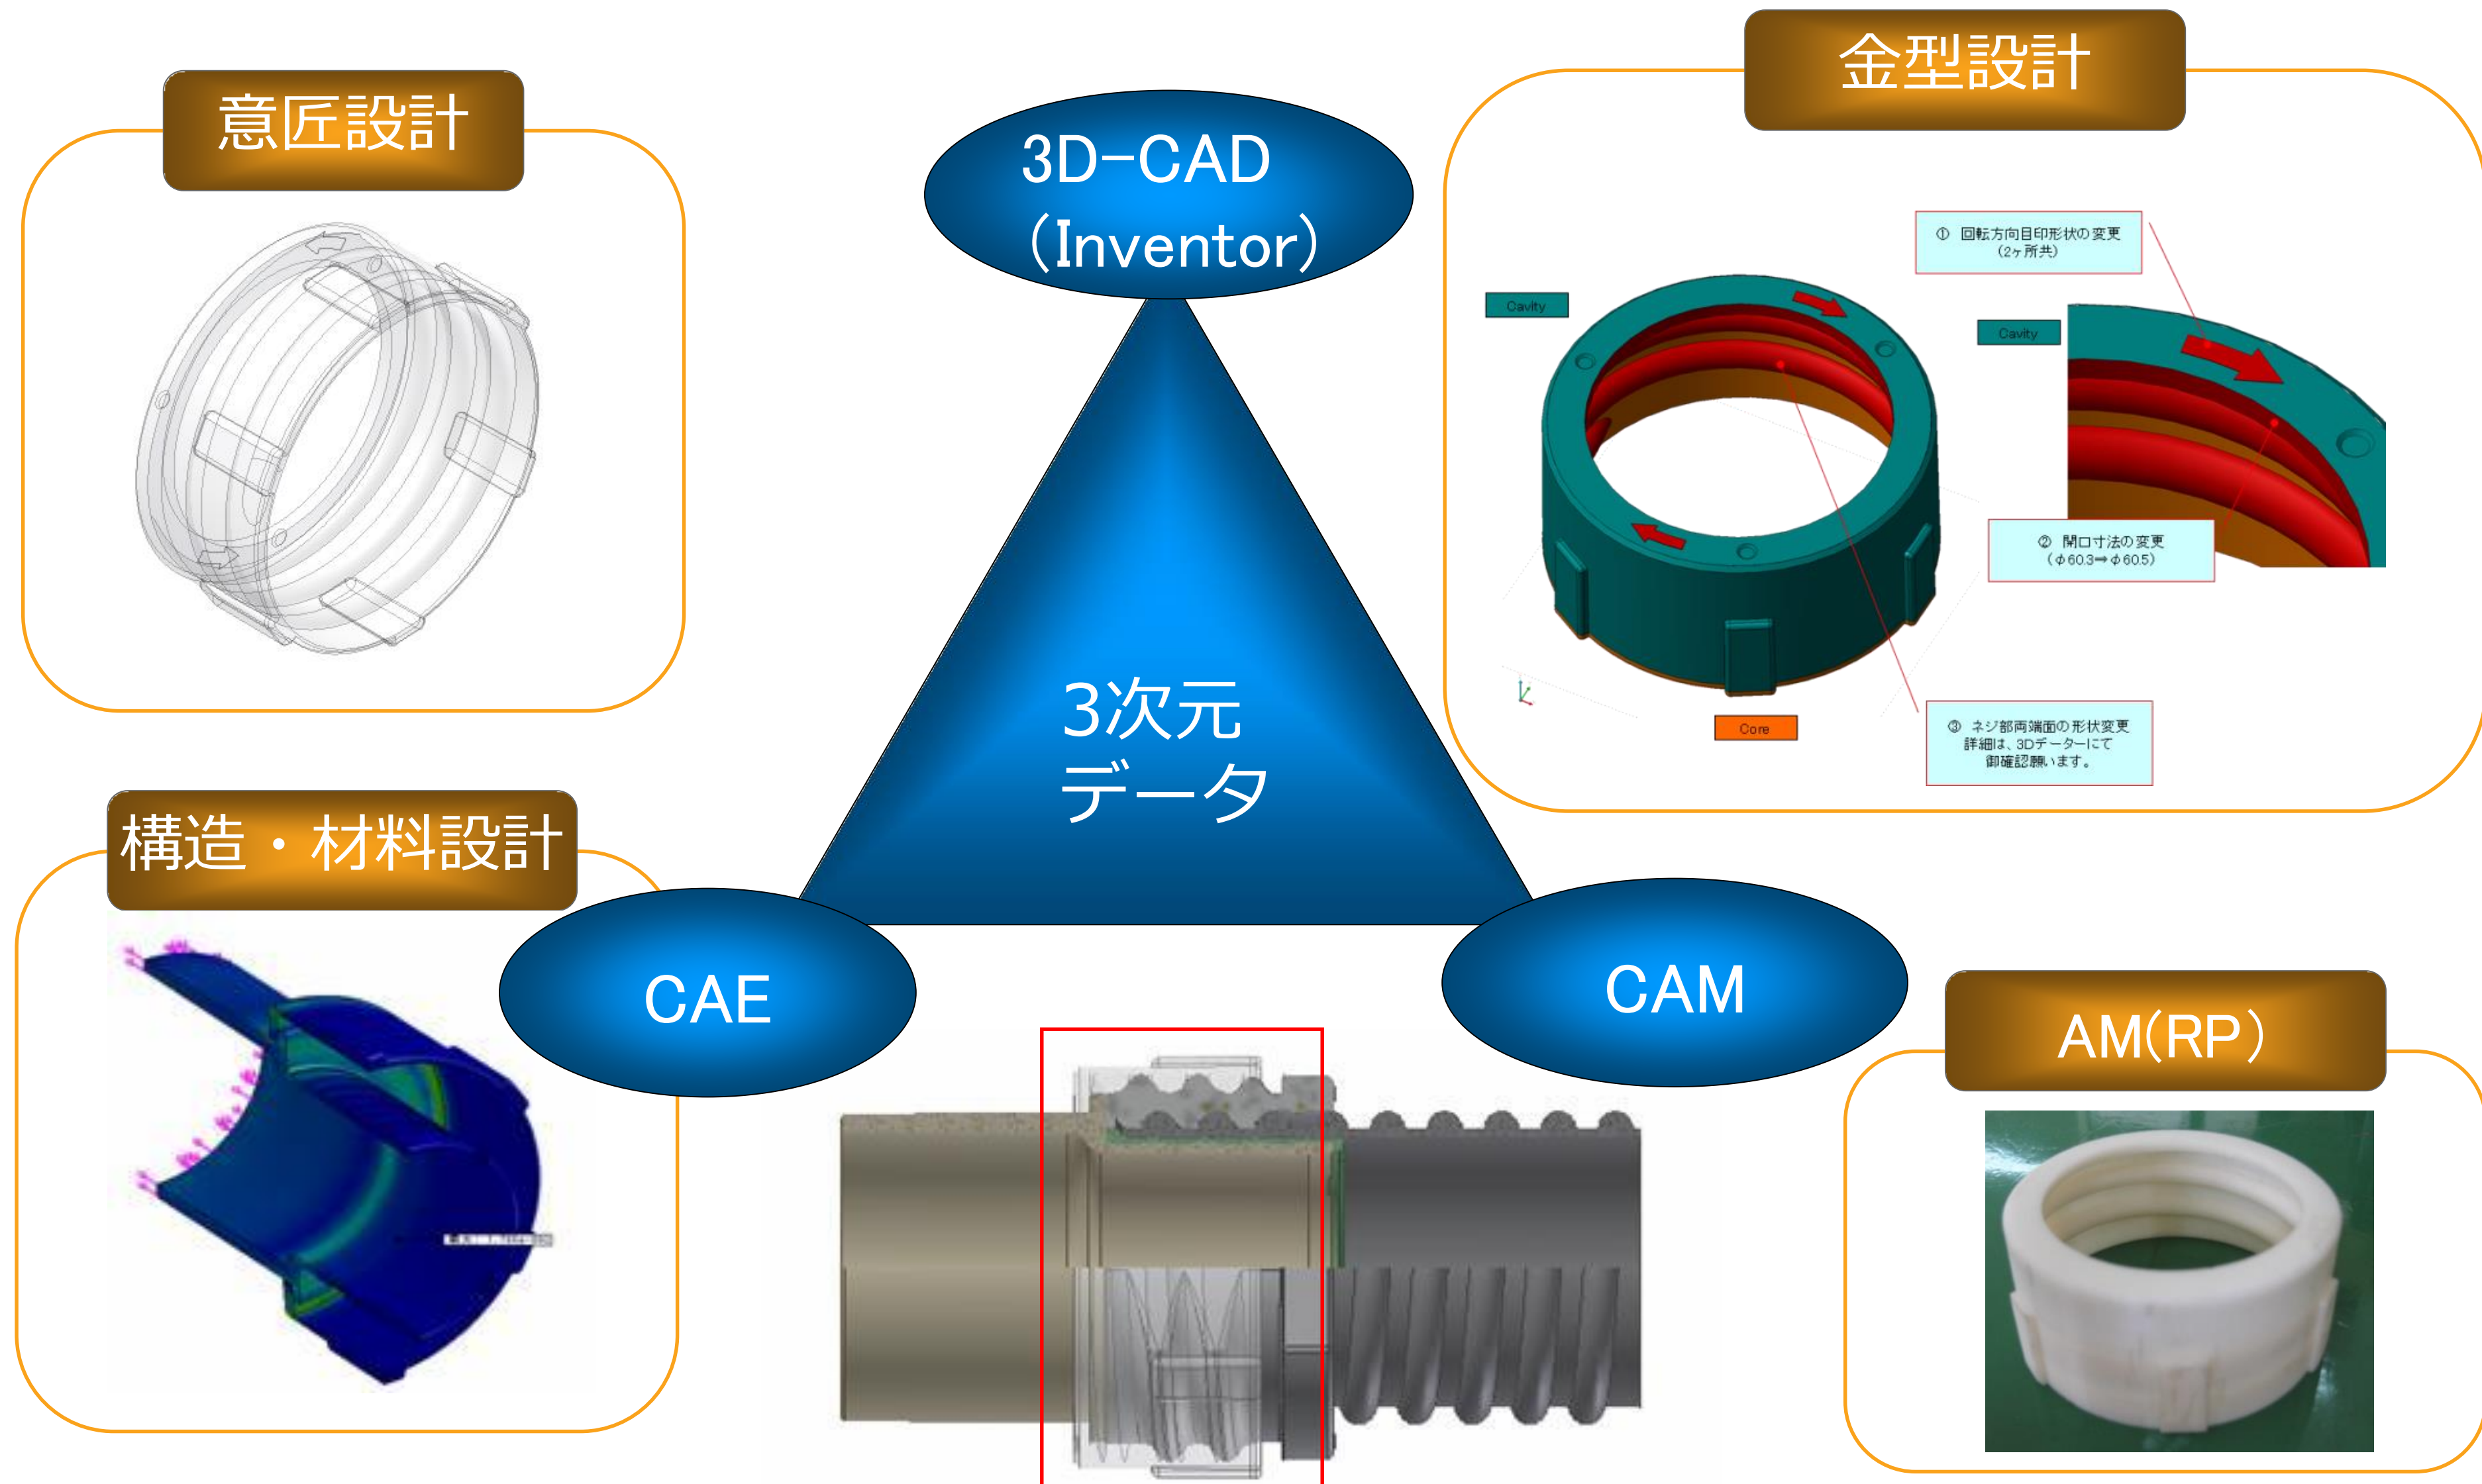 意匠設計
3D-CAD
(Inventor)
金型設計
① 回転方向目印形状の変更
(2ヶ所共)
Cavity
Cavity
② 開口寸法の変更
(φ60.3⇒φ60.5)
Core
③ ネジ部両端面の形状変更
詳細は、3Dデーターにて
御確認願います。
3次元
データ
構造・材料設計
CAE
CAM
AM(RP)